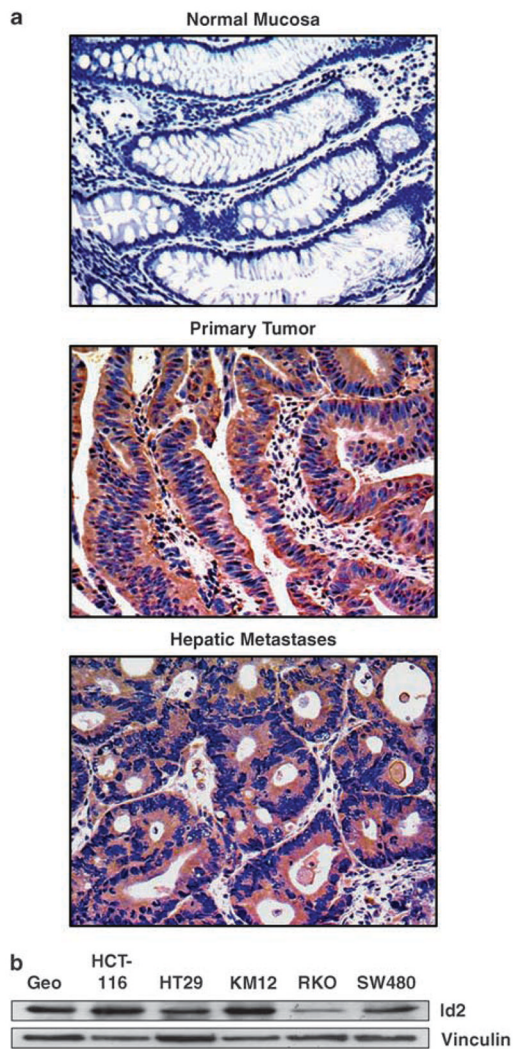 a
Normal Mucosa
Primary Tumor
Hepatic Metastases
b
Geo HCT-116 HT29 KM12 RKO SW480
Id2
Vinculin